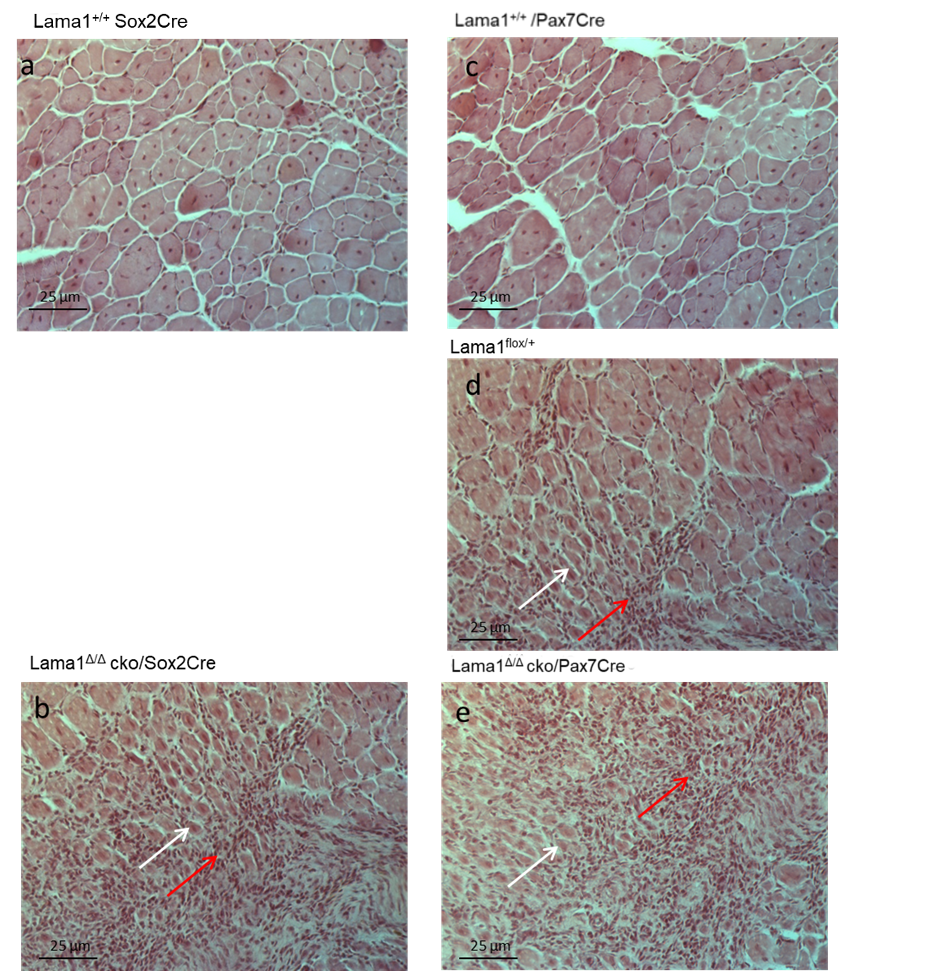 Lama1+/+ Sox2Cre
Lama1+/+ /Pax7Cre
a
c
25 µm
25 µm
Lama1flox/+
d
25 µm
Lama1Δ/Δ cko/Sox2Cre
Lama1Δ/Δ cko/Pax7Cre
b
e
25 µm
25 µm